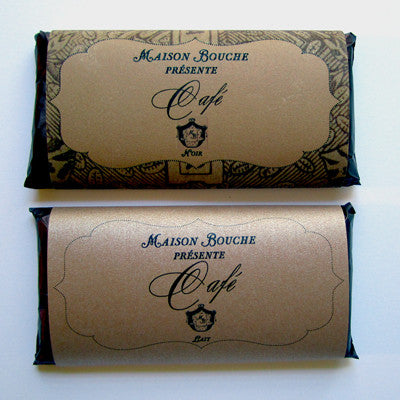 Maison Bouche
présente
Café
Noir
Maison Bouche
présente
Café
Lait